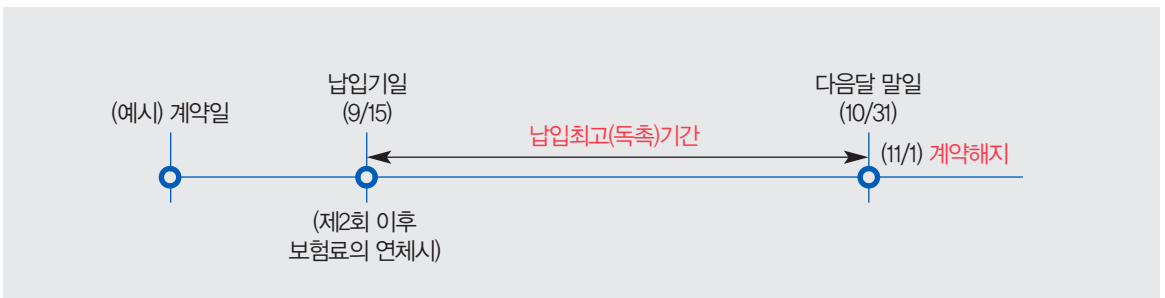 (예시) 계약일
납입기일
(9/15)
납입최고(독촉)기간
다음달 말일
(10/31)
(11/1) 계약해지
(제2회 이후
보험료의 연체시)